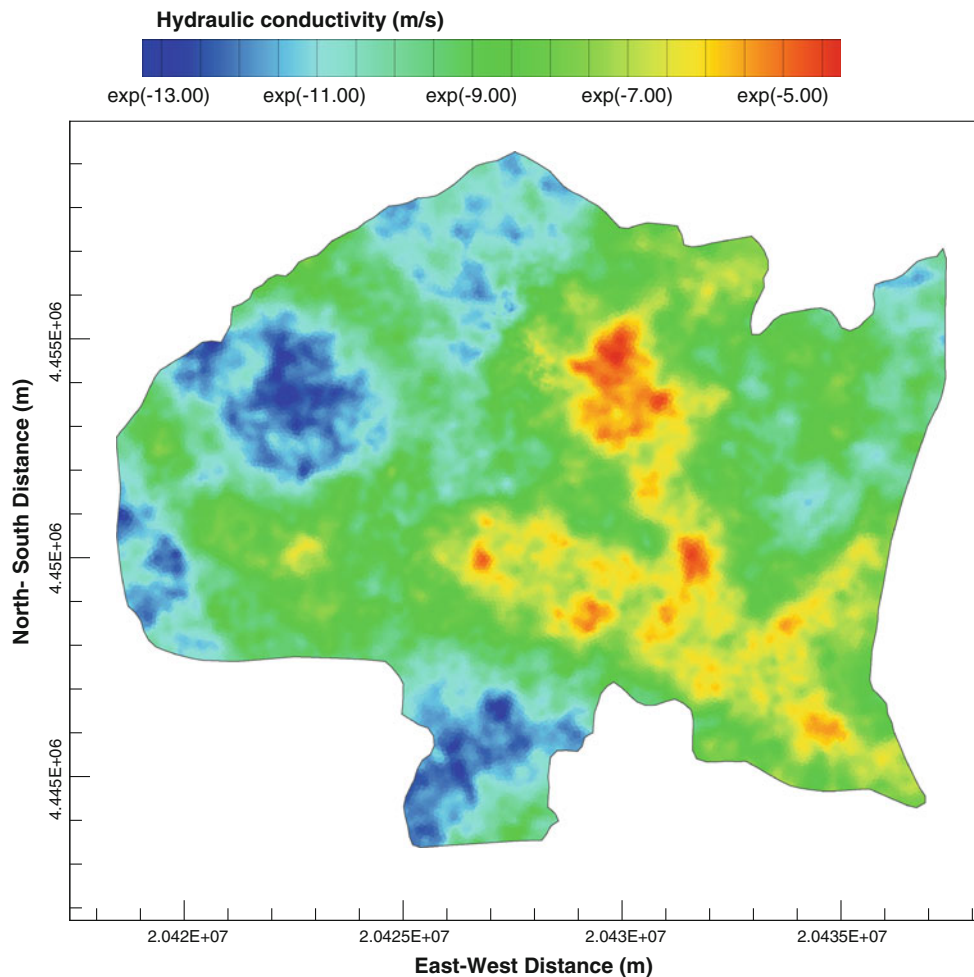 Hydraulic conductivity (m/s)
exp(-13.00) exp(-11.00) exp(-9.00) exp(-7.00) exp(-5.00)
North- South Distance (m)
4.455E+06
4.45E+06
4.445E+06
2.042E+07 2.0425E+07 2.043E+07 2.0435E+07
East-West Distance (m)